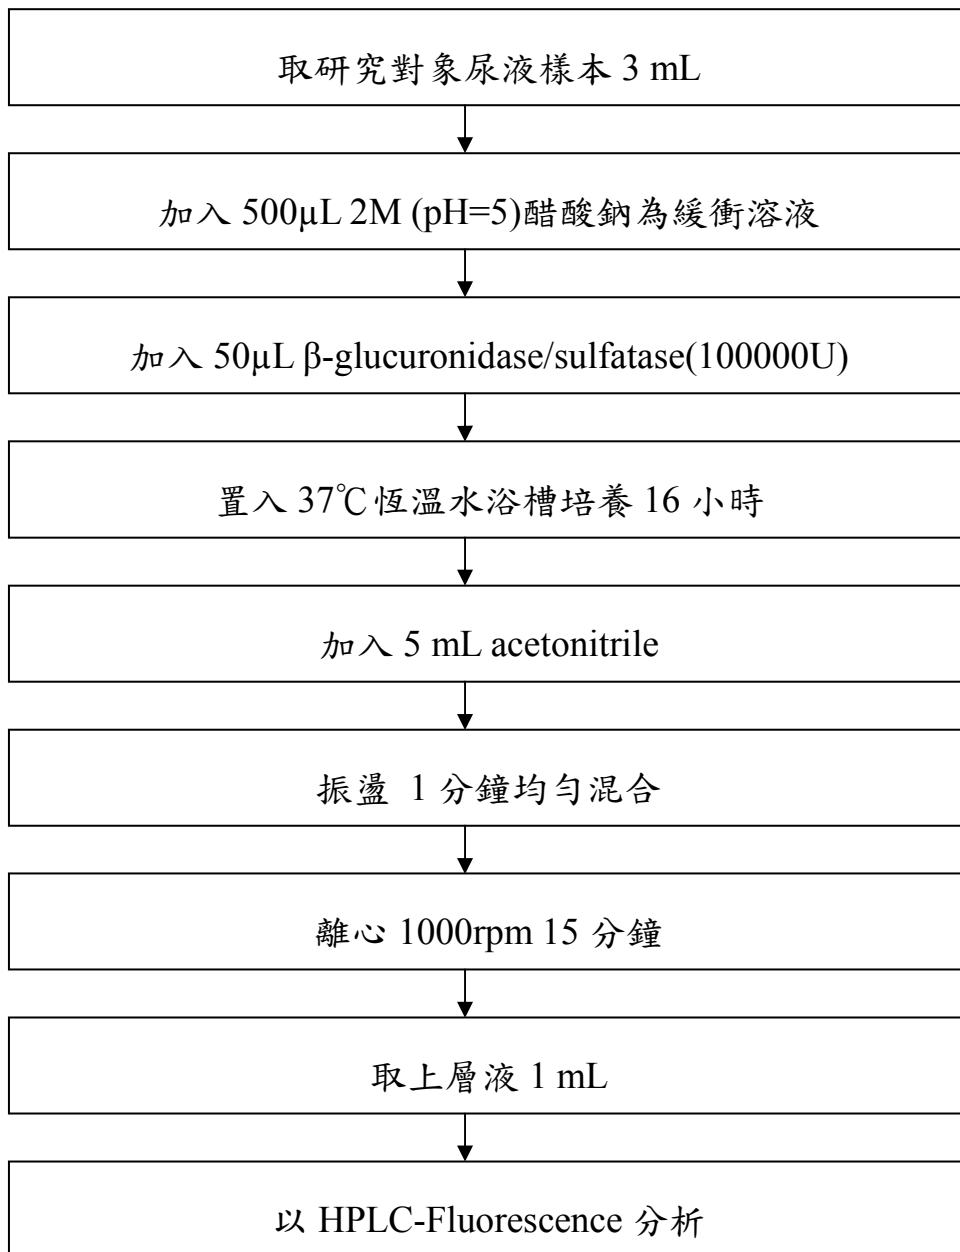 取研究對象尿液樣本 3 mL
加入 500μL 2M (pH=5)醋酸鈉為緩衝溶液
加入 50μL β-glucuronidase/sulfatase(100000U)
置入 37℃恆溫水浴槽培養 16 小時
加入 5 mL acetonitrile
振盪 1 分鐘均勻混合
離心 1000rpm 15 分鐘
取上層液 1 mL
以 HPLC-Fluorescence 分析